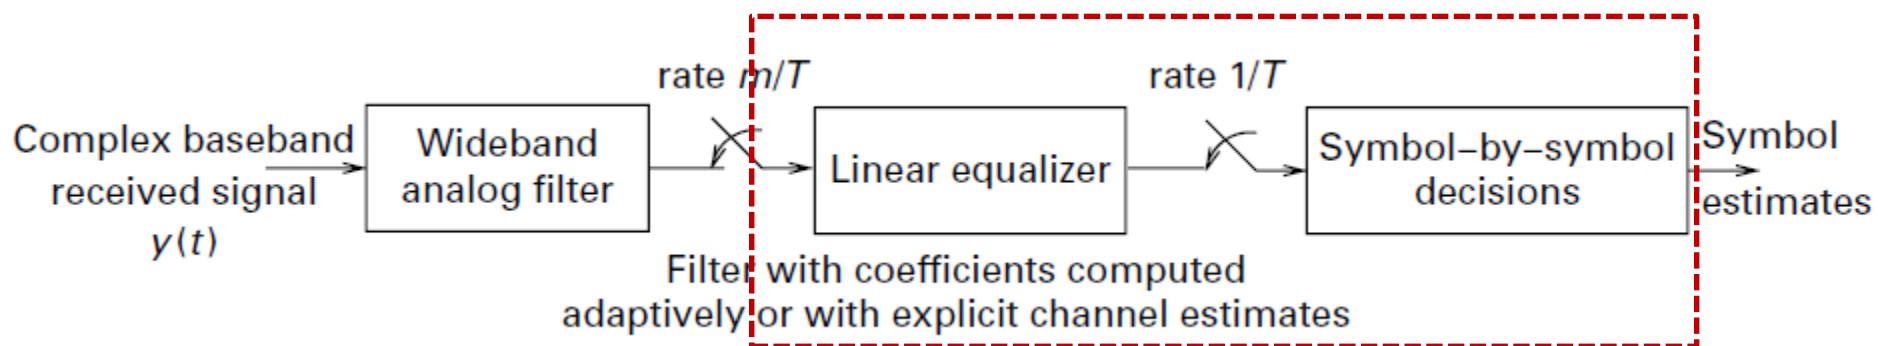 Complex baseband
received signal
y(t)
Wideband
analog filter
rate m/T
Linear equalizer
rate 1/T
Symbol–by–symbol
decisions
Symbol
estimates
Filter with coefficients computed
adaptively or with explicit channel estimates